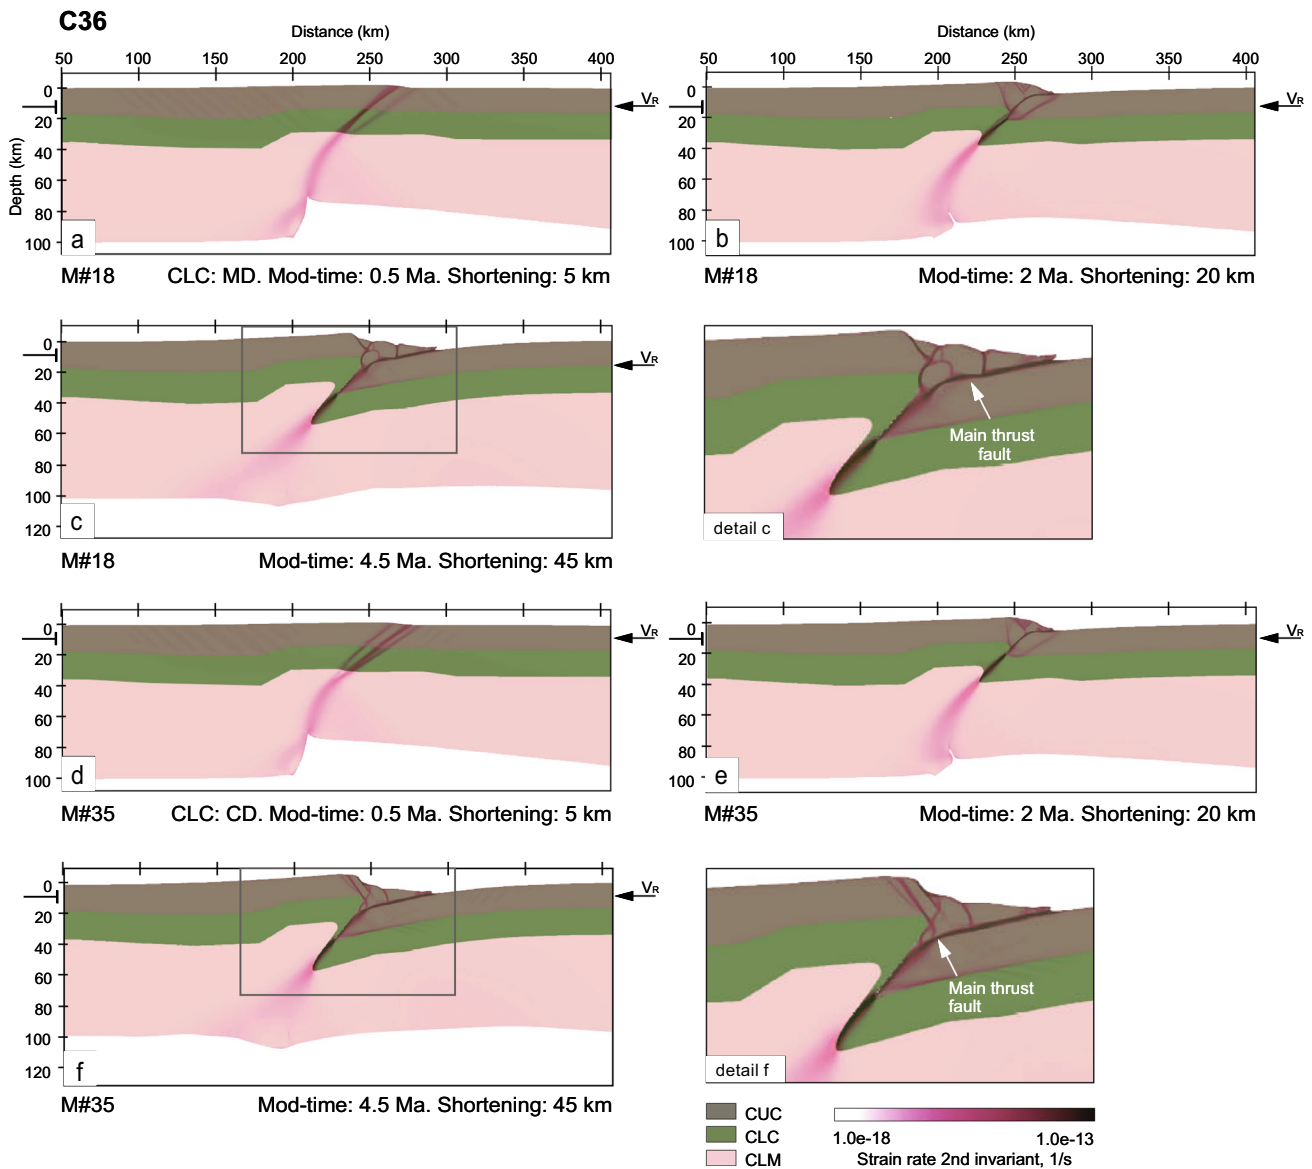 C36
Distance (km)
Distance (km)
50 100 150 200 250 300 350 400
50 100 150 200 250 300 350 400
Depth (km)
0
20
40
60
80
100
VR
a
0
20
40
60
80
100
VR
b
M#18 CLC: MD. Mod-time: 0.5 Ma. Shortening: 5 km
M#18 Mod-time: 2 Ma. Shortening: 20 km
0
20
40
60
80
100
120
VR
c
Main thrust
fault
detail c
M#18 Mod-time: 4.5 Ma. Shortening: 45 km
0
20
40
60
80
100
VR
d
0
20
40
60
80
100
VR
e
M#35 CLC: CD. Mod-time: 0.5 Ma. Shortening: 5 km
M#35 Mod-time: 2 Ma. Shortening: 20 km
0
20
40
60
80
100
120
VR
f
Main thrust
fault
detail f
M#35 Mod-time: 4.5 Ma. Shortening: 45 km
CUC
CLC
CLM
1.0e-18 1.0e-13
Strain rate 2nd invariant, 1/s